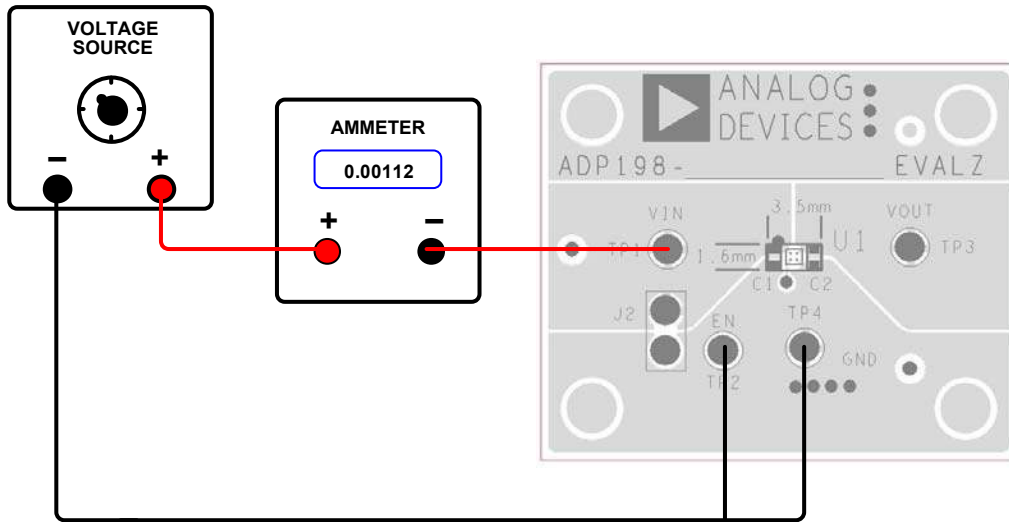 VOLTAGE
SOURCE
− +
AMMETER
0.00112
+ −
ANALOG
DEVICES
ADP198-________________EVALZ
VIN
3.5mm
VOUT
TP1
1.6mm
U1
TP3
C1
C2
J2
EN
TP4
GND
TP2